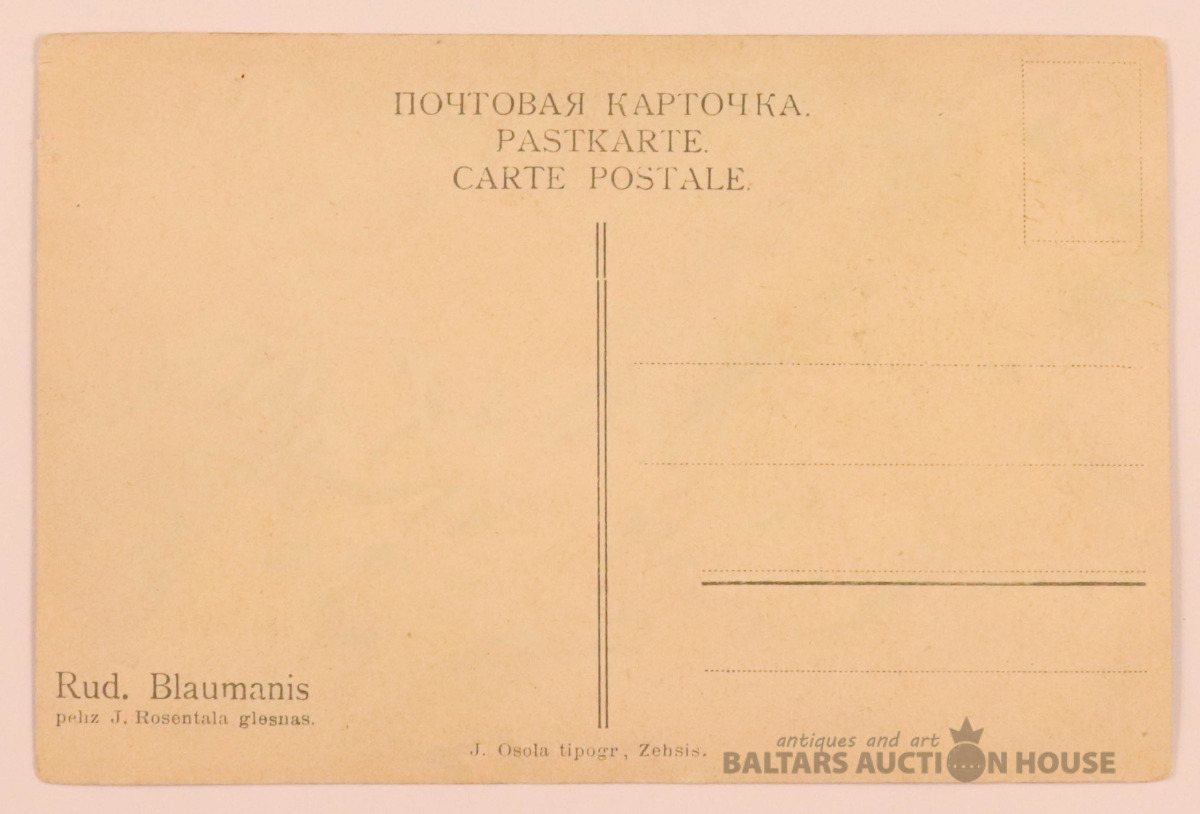 ПОЧТОВАЯ КАРТОЧКА.
PASTKARTE.
CARTE POSTALE.
Rud. Blaumanis
pehz J. Rosentala glesnas.
J. Osola tipogr, Zehsis.
antiques and art
BALTARS AUCTION HOUSE